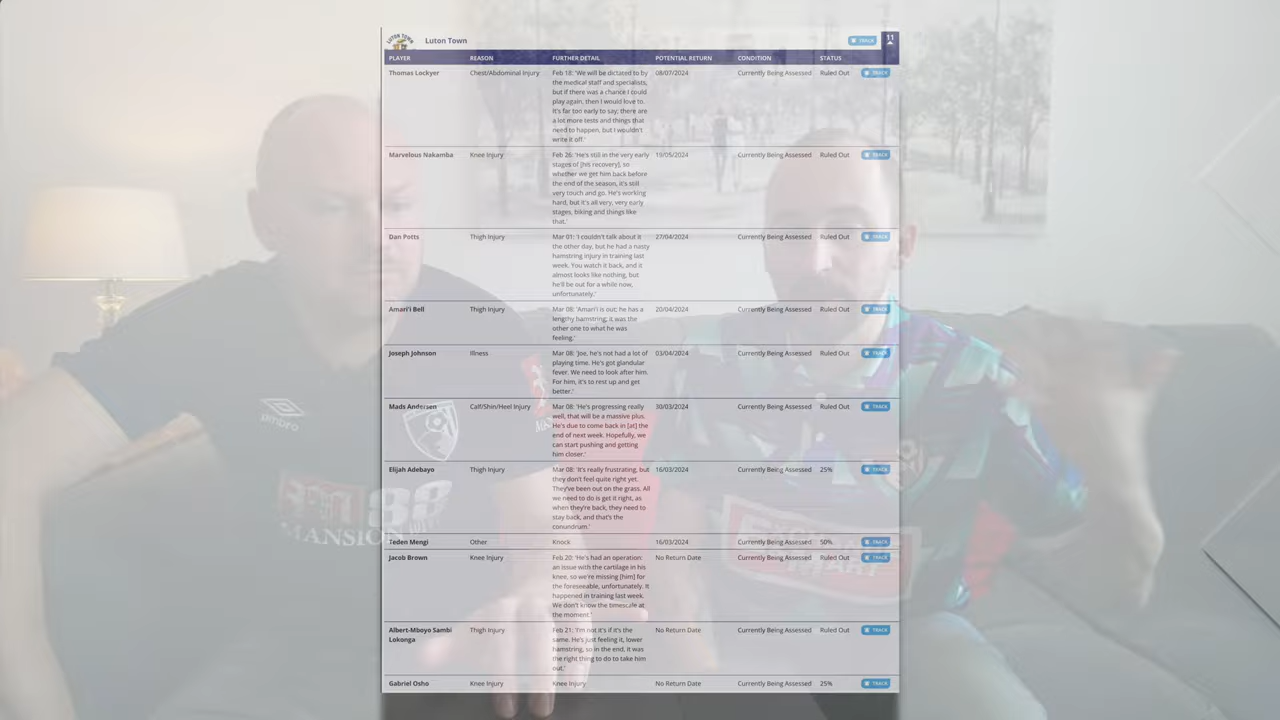 LUTON TOWN
Luton Town
TRACK
11
PLAYER REASON FURTHER DETAIL POTENTIAL RETURN CONDITION STATUS
Thomas Lockyer Chest/Abdominal Injury Feb 18: 'We will be dictated to by 08/07/2024 Currently Being Assessed Ruled Out TRACK
the medical staff and specialists,
but if there was a chance I could
play again, then I would love to.
It's far too early to say; there are
a lot more tests and things that
need to happen, but I wouldn't
write it off.'
Marvelous Nakamba Knee Injury Feb 26: 'He's still in the very early 19/05/2024 Currently Being Assessed Ruled Out TRACK
stages of [his recovery], so
whether we get him back before
the end of the season, it's still
very touch and go. He's working
hard, but it's all very, very early
stages, biking and things like
that.'
Dan Potts Thigh Injury Mar 01: 'I couldn't talk about it 27/04/2024 Currently Being Assessed Ruled Out TRACK
the other day, but he had a nasty
hamstring injury in training last
week. You watch it back, and it
almost looks like nothing, but
he'll be out for a while now,
unfortunately.'
Amari'i Bell Thigh Injury Mar 08: 'Amari'i is out; he has a 20/04/2024 Currently Being Assessed Ruled Out TRACK
lengthy hamstring; it was the
other one to what he was
feeling.'
Joseph Johnson Illness Mar 08: 'Joe, he's not had a lot of 03/04/2024 Currently Being Assessed Ruled Out TRACK
playing time. He's got glandular
fever. We need to look after him.
For him, it's to rest up and get
better.'
Mads Andersen Calf/Shin/Heel Injury Mar 08: 'He's progressing really 30/03/2024 Currently Being Assessed Ruled Out TRACK
well, that will be a massive plus.
He's due to come back in [at] the
end of next week. Hopefully, we
can start pushing and getting
him closer.'
Elijah Adebayo Thigh Injury Mar 08: 'It's really frustrating, but 16/03/2024 Currently Being Assessed 25% TRACK
they don't feel quite right yet.
They've been out on the grass. All
we need to do is get it right, as
when they're back, they need to
stay back, and that's the
conundrum.'
Teden Mengi Other Knock 16/03/2024 Currently Being Assessed 50% TRACK
Jacob Brown Knee Injury Feb 20: 'He's had an operation: No Return Date Currently Being Assessed Ruled Out TRACK
an issue with the cartilage in his
knee, so we're missing [him] for
the foreseeable, unfortunately. It
happened in training last week.
We don't know the timescale at
the moment.'
Albert-Mboyo Sambi Lokonga Thigh Injury Feb 21: 'I'm not it's if it's the No Return Date Currently Being Assessed Ruled Out TRACK
same. He's just feeling it, lower
hamstring, so in the end, it was
the right thing to do to take him
out.'
Gabriel Osho Knee Injury Knee Injury No Return Date Currently Being Assessed 25% TRACK
umbro
MANSION